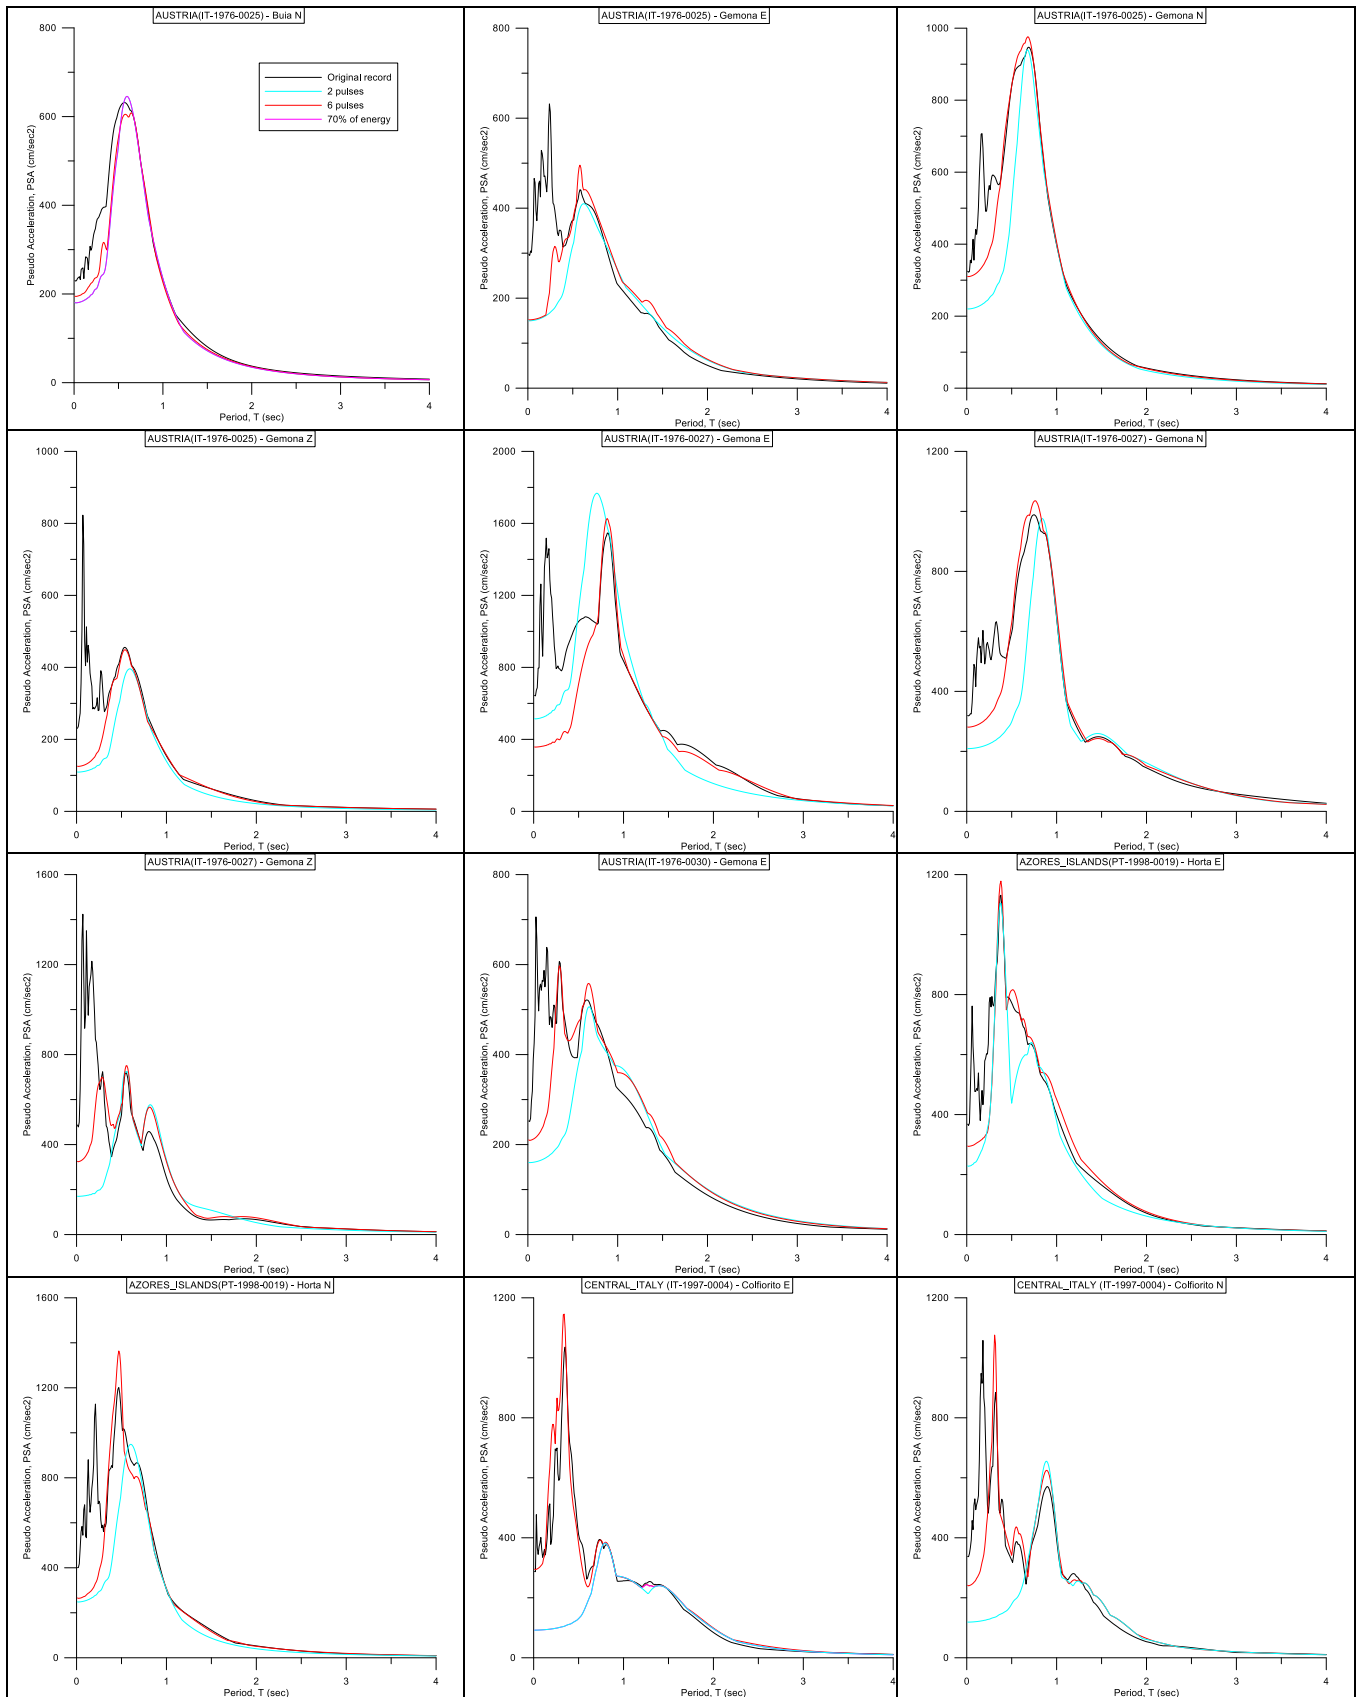 AUSTRIA(IT-1976-0025) - Buia N
800
600
400
200
0
Pseudo Acceleration, PSA (cm/sec2)
Original record
2 pulses
6 pulses
70% of energy
0 1 2 3 4
Period, T (sec)
AUSTRIA(IT-1976-0025) - Gemona E
800
600
400
200
0
Pseudo Acceleration, PSA (cm/sec2)
0 1 2 3 4
Period, T (sec)
AUSTRIA(IT-1976-0025) - Gemona N
1000
800
600
400
200
0
Pseudo Acceleration, PSA (cm/sec2)
0 1 2 3 4
Period, T (sec)
AUSTRIA(IT-1976-0025) - Gemona Z
1000
800
600
400
200
0
Pseudo Acceleration, PSA (cm/sec2)
0 1 2 3 4
Period, T (sec)
AUSTRIA(IT-1976-0027) - Gemona E
2000
1600
1200
800
400
0
Pseudo Acceleration, PSA (cm/sec2)
0 1 2 3 4
Period, T (sec)
AUSTRIA(IT-1976-0027) - Gemona N
1200
800
400
0
Pseudo Acceleration, PSA (cm/sec2)
0 1 2 3 4
Period, T (sec)
AUSTRIA(IT-1976-0027) - Gemona Z
1600
1200
800
400
0
Pseudo Acceleration, PSA (cm/sec2)
0 1 2 3 4
Period, T (sec)
AUSTRIA(IT-1976-0030) - Gemona E
800
600
400
200
0
Pseudo Acceleration, PSA (cm/sec2)
0 1 2 3 4
Period, T (sec)
AZORES_ISLANDS(PT-1998-0019) - Horta E
1200
800
400
0
Pseudo Acceleration, PSA (cm/sec2)
0 1 2 3 4
Period, T (sec)
AZORES_ISLANDS(PT-1998-0019) - Horta N
1600
1200
800
400
0
Pseudo Acceleration, PSA (cm/sec2)
0 1 2 3 4
Period, T (sec)
CENTRAL_ITALY (IT-1997-0004) - Colfiorito E
1200
800
400
0
Pseudo Acceleration, PSA (cm/sec2)
0 1 2 3 4
Period, T (sec)
CENTRAL_ITALY (IT-1997-0004) - Colfiorito N
1200
800
400
0
Pseudo Acceleration, PSA (cm/sec2)
0 1 2 3 4
Period, T (sec)